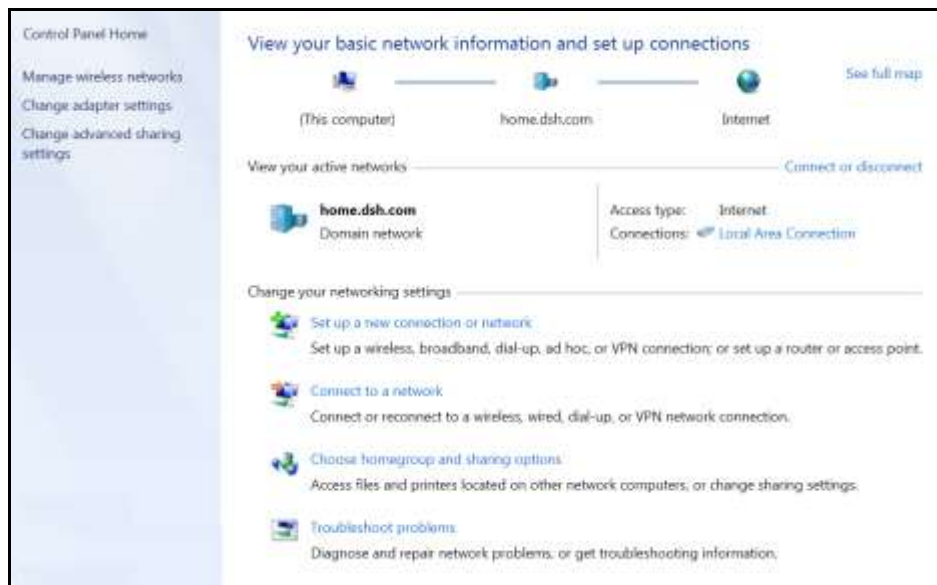 Control Panel Home
Manage wireless networks
Change adapter settings
Change advanced sharing
settings
View your basic network information and set up connections
See full map
(This computer)
home.dsh.com
Internet
View your active networks
Connect or disconnect
home.dsh.com
Domain network
Access type: Internet
Connections: Local Area Connection
Change your networking settings
Set up a new connection or network
Set up a wireless, broadband, dial-up, ad hoc, or VPN connection; or set up a router or access point.
Connect to a network
Connect or reconnect to a wireless, wired, dial-up, or VPN network connection.
Choose homegroup and sharing options
Access files and printers located on other network computers, or change sharing settings.
Troubleshoot problems
Diagnose and repair network problems, or get troubleshooting information.